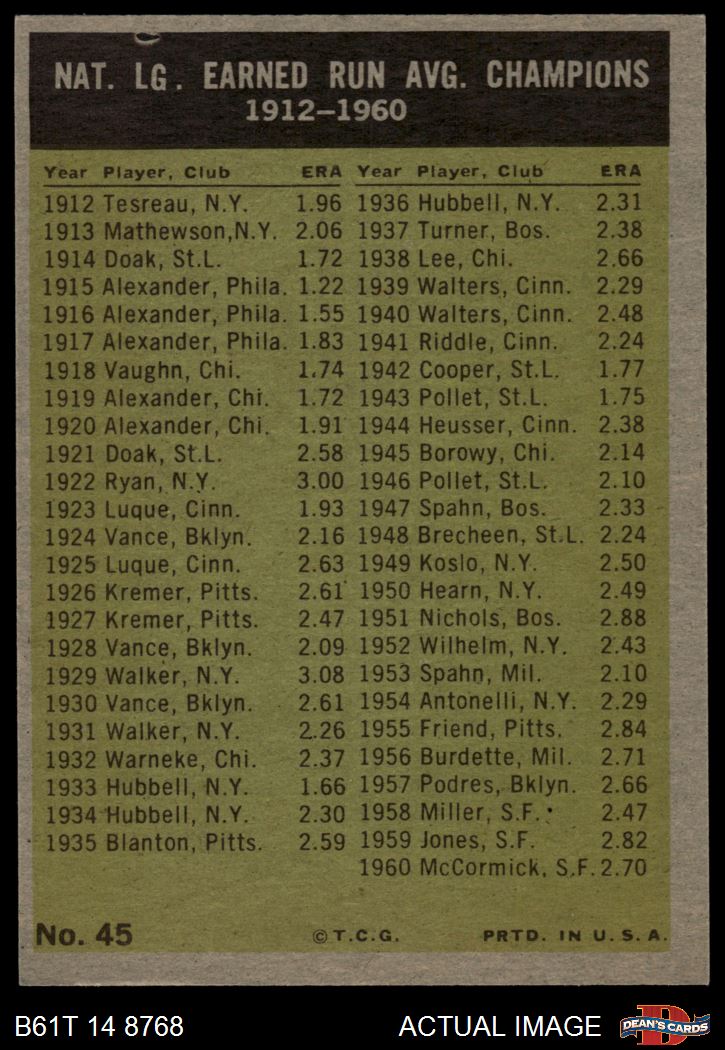 NAT. LG. EARNED RUN AVG. CHAMPIONS
1912–1960
Year Player, Club ERA
1912 Tesreau, N.Y. 1.96
1913 Mathewson,N.Y. 2.06
1914 Doak, St.L. 1.72
1915 Alexander, Phila. 1.22
1916 Alexander, Phila. 1.55
1917 Alexander, Phila. 1.83
1918 Vaughn, Chi. 1.74
1919 Alexander, Chi. 1.72
1920 Alexander, Chi. 1.91
1921 Doak, St.L. 2.58
1922 Ryan, N.Y. 3.00
1923 Luque, Cinn. 1.93
1924 Vance, Bklyn. 2.16
1925 Luque, Cinn. 2.63
1926 Kremer, Pitts. 2.61
1927 Kremer, Pitts. 2.47
1928 Vance, Bklyn. 2.09
1929 Walker, N.Y. 3.08
1930 Vance, Bklyn. 2.61
1931 Walker, N.Y. 2.26
1932 Warneke, Chi. 2.37
1933 Hubbell, N.Y. 1.66
1934 Hubbell, N.Y. 2.30
1935 Blanton, Pitts. 2.59
Year Player, Club ERA
1936 Hubbell, N.Y. 2.31
1937 Turner, Bos. 2.38
1938 Lee, Chi. 2.66
1939 Walters, Cinn. 2.29
1940 Walters, Cinn. 2.48
1941 Riddle, Cinn. 2.24
1942 Cooper, St.L. 1.77
1943 Pollet, St.L. 1.75
1944 Heusser, Cinn. 2.38
1945 Borowy, Chi. 2.14
1946 Pollet, St.L. 2.10
1947 Spahn, Bos. 2.33
1948 Brecheen, St.L. 2.24
1949 Koslo, N.Y. 2.50
1950 Hearn, N.Y. 2.49
1951 Nichols, Bos. 2.88
1952 Wilhelm, N.Y. 2.43
1953 Spahn, Mil. 2.10
1954 Antonelli, N.Y. 2.29
1955 Friend, Pitts. 2.84
1956 Burdette, Mil. 2.71
1957 Podres, Bklyn. 2.66
1958 Miller, S.F. 2.47
1959 Jones, S.F. 2.82
1960 McCormick, S.F. 2.70
No. 45 © T.C.G. PRTD. IN U.S.A.
B61T 14 8768 ACTUAL IMAGE DEAN'S CARDS